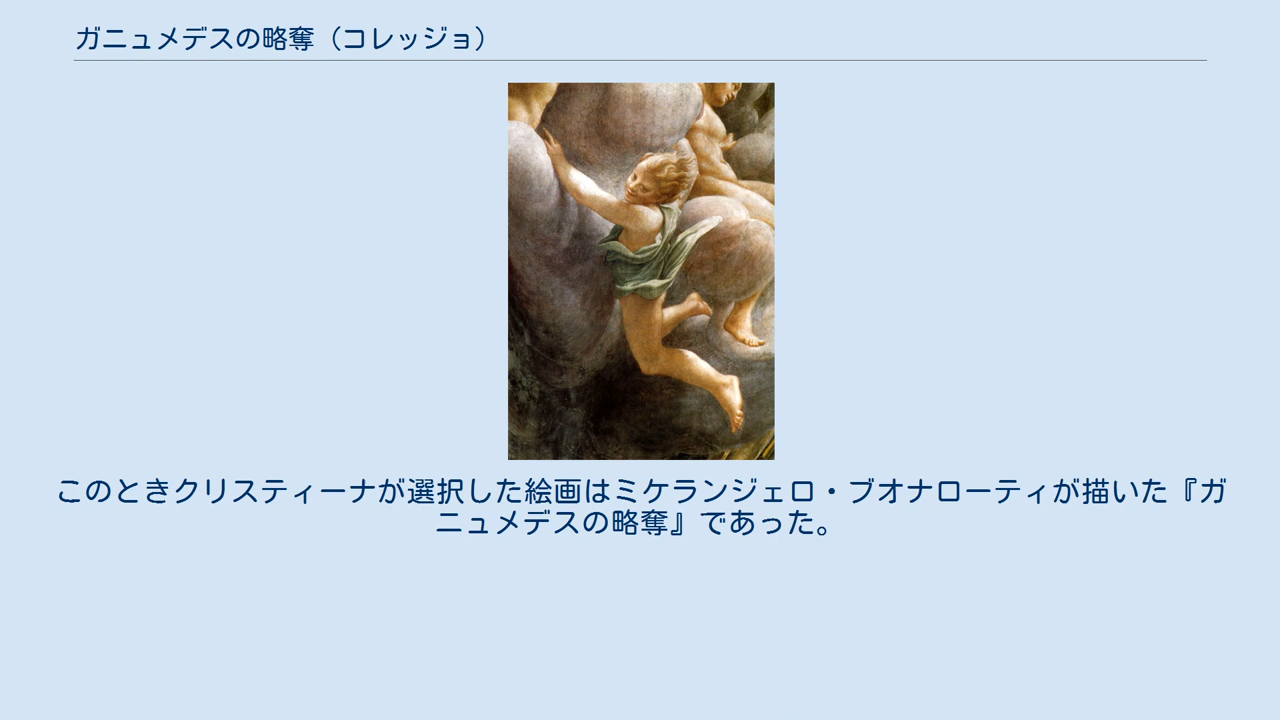 ガニュメデスの略奪（コレッジョ）
このときクリスティーナが選択した絵画はミケランジェロ・ブオナローティが描いた『ガ
ニュメデスの略奪』であった。